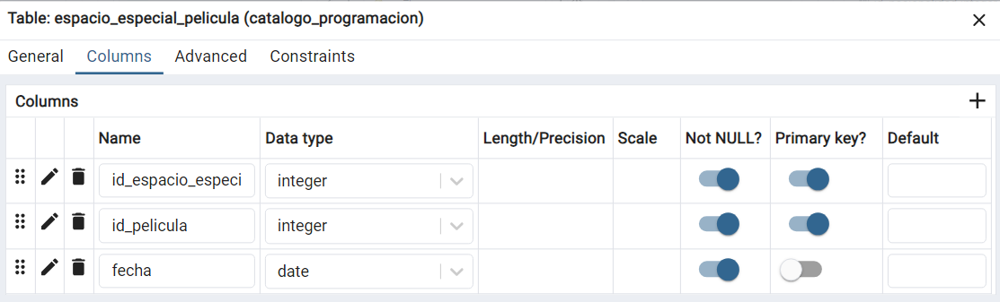 Table: espacio_especial_pelicula (catalogo_programacion)
General Columns Advanced Constraints
Columns
Name Data type Length/Precision Scale Not NULL? Primary key? Default
id_espacio_especi integer
id_pelicula integer
fecha date